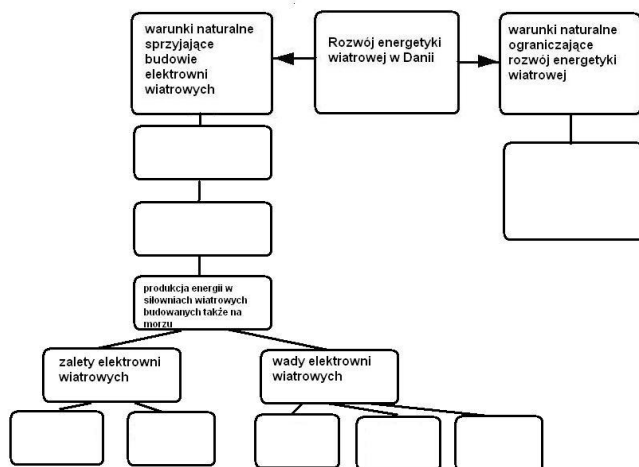 warunki naturalne
sprzyjające
budowie
elektrowni
wiatrowych
Rozwój energetyki
wiatrowej w Danii
warunki naturalne
ograniczające
rozwój energetyki
wiatrowej
produkcja energii w
siłowniach wiatrowych
budowanych także na
morzu
zalety elektrowni
wiatrowych
wady elektrowni
wiatrowych